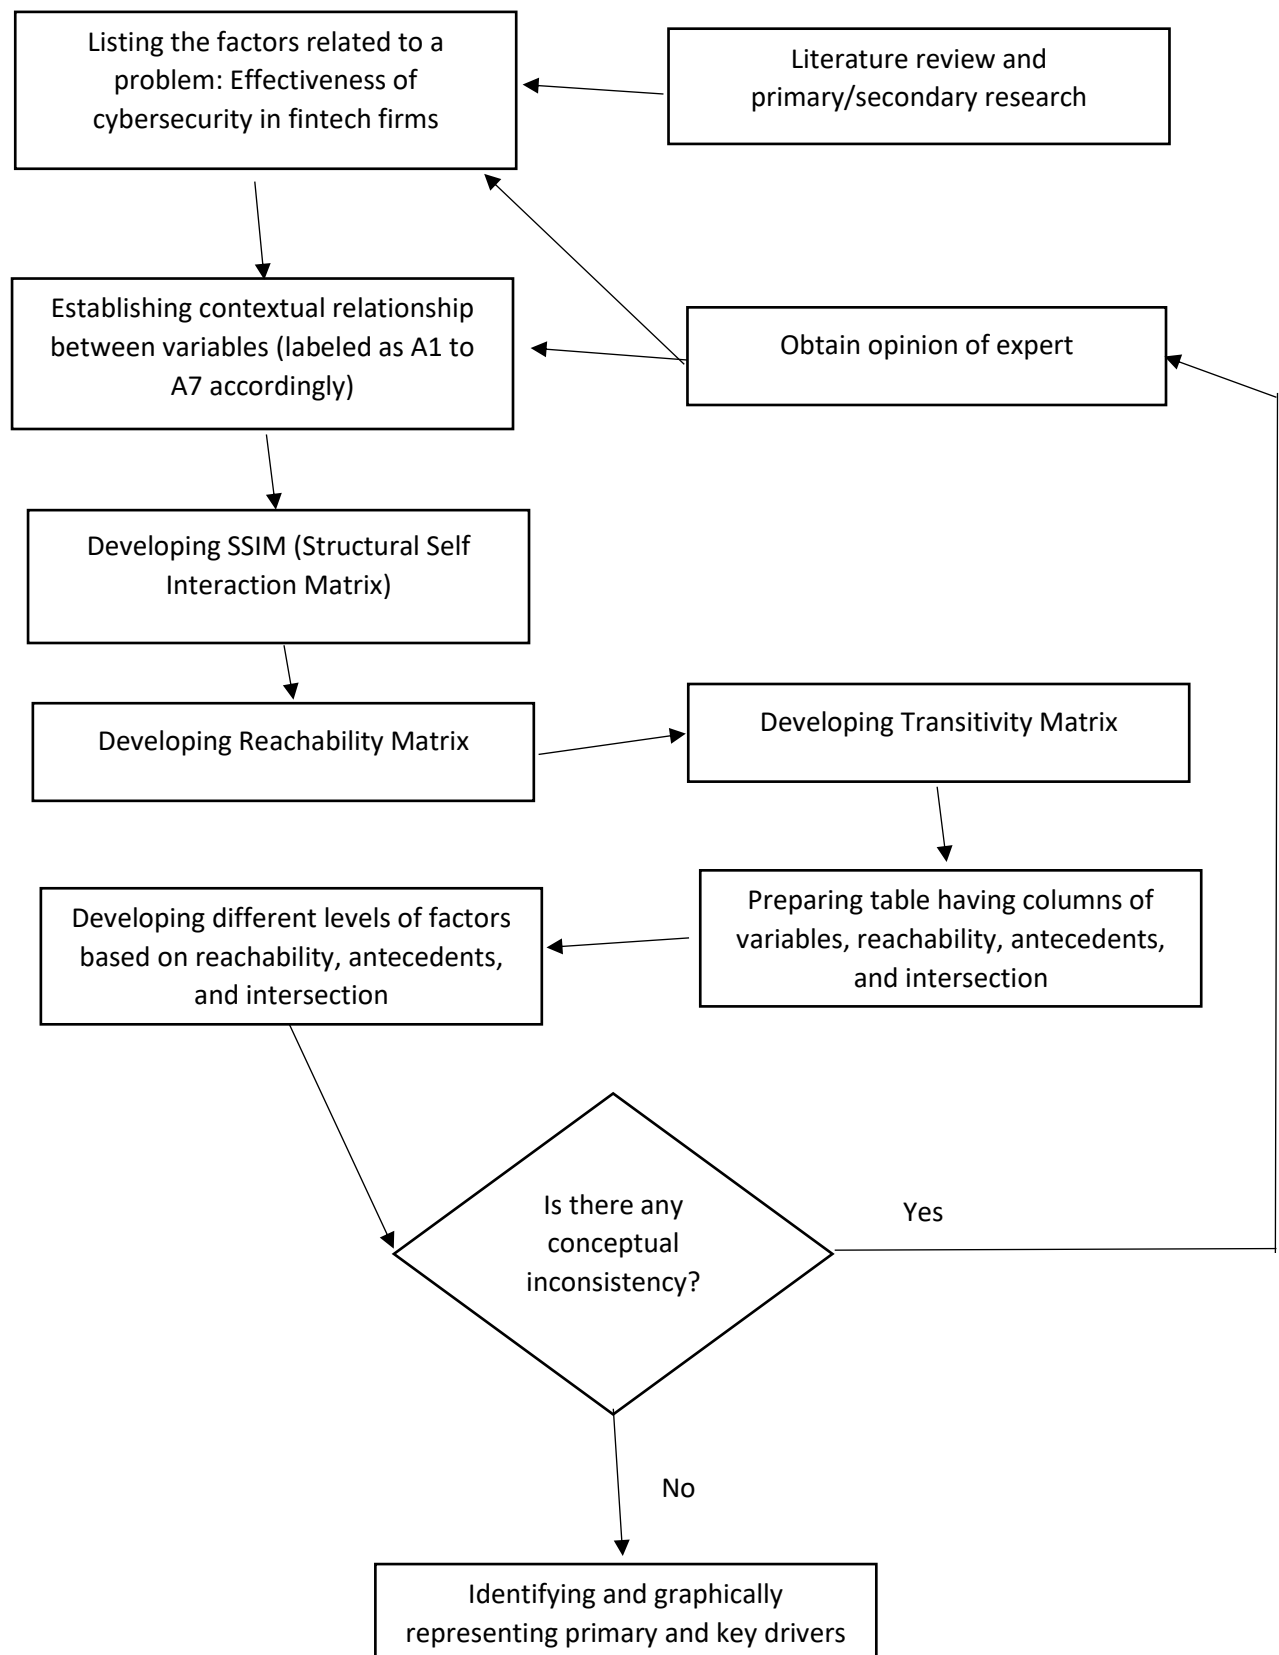 Listing the factors related to a
problem: Effectiveness of
cybersecurity in fintech firms
Literature review and
primary/secondary research
Establishing contextual relationship
between variables (labeled as A1 to
A7 accordingly)
Obtain opinion of expert
Developing SSIM (Structural Self
Interaction Matrix)
Developing Reachability Matrix
Developing Transitivity Matrix
Developing different levels of factors
based on reachability, antecedents,
and intersection
Preparing table having columns of
variables, reachability, antecedents,
and intersection
Is there any
conceptual
inconsistency?
Yes
No
Identifying and graphically
representing primary and key drivers